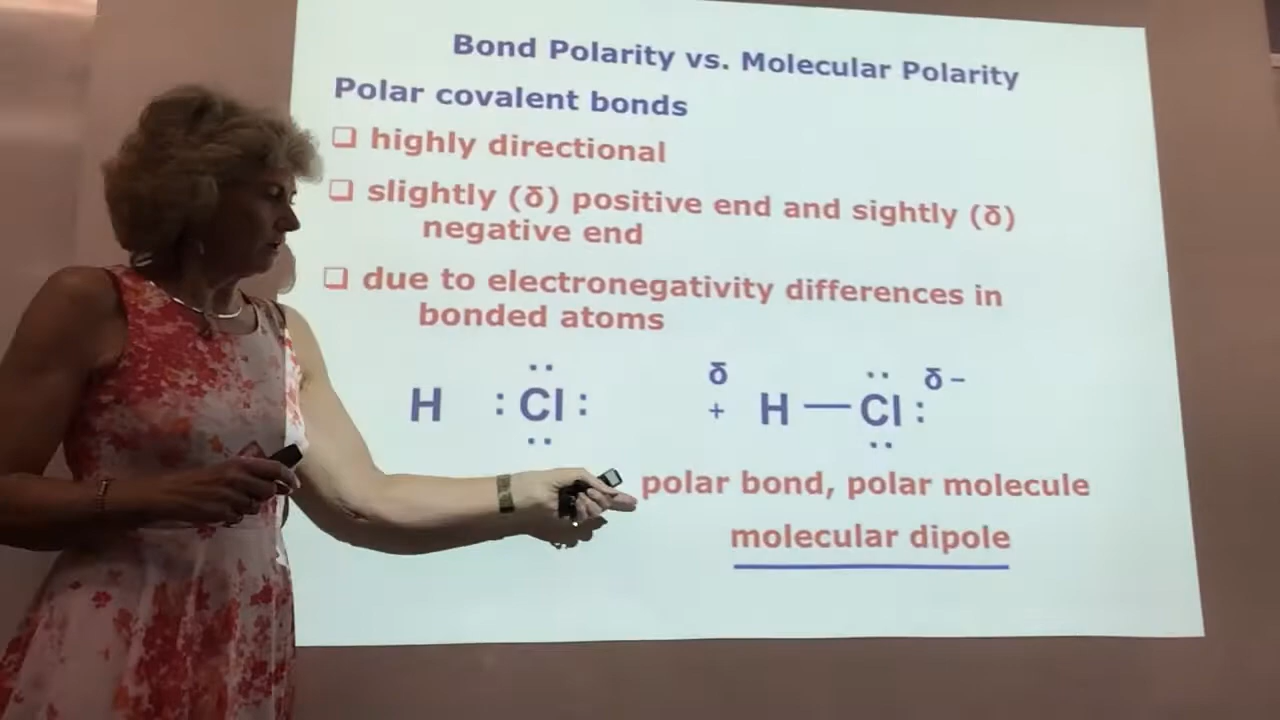 Bond Polarity vs. Molecular Polarity
Polar covalent bonds
❑ highly directional
❑ slightly (δ) positive end and sightly (δ)
negative end
❑ due to electronegativity differences in
bonded atoms
H :Cl: δ+ H—Cl: δ−
polar bond, polar molecule
molecular dipole